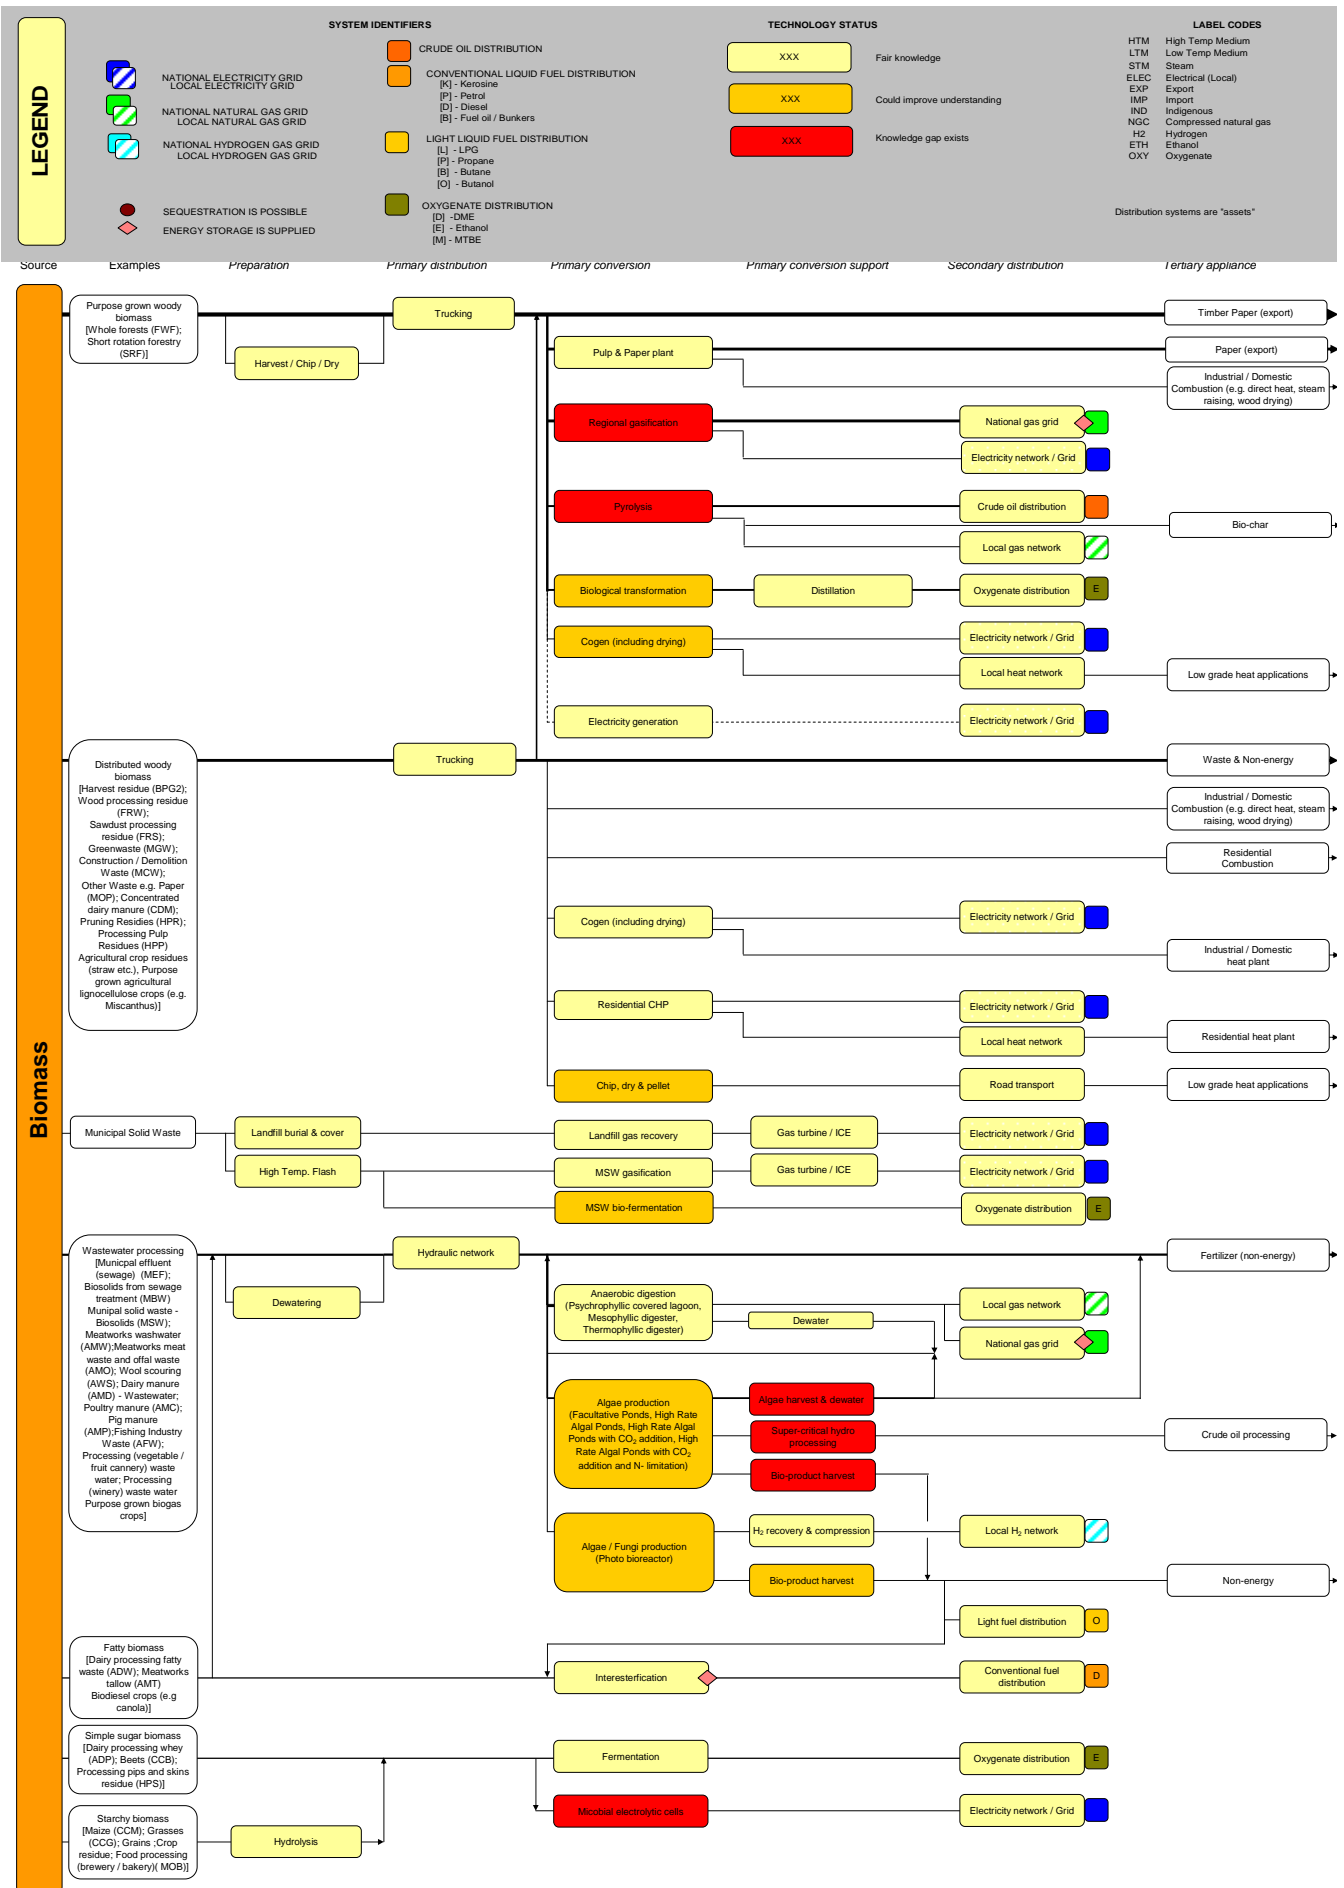 LEGEND
SYSTEM IDENTIFIERS
NATIONAL ELECTRICITY GRID
LOCAL ELECTRICITY GRID
NATIONAL NATURAL GAS GRID
LOCAL NATURAL GAS GRID
NATIONAL HYDROGEN GAS GRID
LOCAL HYDROGEN GAS GRID
SEQUESTRATION IS POSSIBLE
ENERGY STORAGE IS SUPPLIED
CRUDE OIL DISTRIBUTION
CONVENTIONAL LIQUID FUEL DISTRIBUTION
[K] - Kerosine
[P] - Petrol
[D] - Diesel
[B] - Fuel oil / Bunkers
LIGHT LIQUID FUEL DISTRIBUTION
[L] - LPG
[P] - Propane
[B] - Butane
[O] - Butanol
OXYGENATE DISTRIBUTION
[D] -DME
[E] - Ethanol
[M] - MTBE
TECHNOLOGY STATUS
XXX Fair knowledge
XXX Could improve understanding
XXX Knowledge gap exists
LABEL CODES
HTM High Temp Medium
LTM Low Temp Medium
STM Steam
ELEC Electrical (Local)
EXP Export
IMP Import
IND Indigenous
NGC Compressed natural gas
H2 Hydrogen
ETH Ethanol
OXY Oxygenate
Distribution systems are "assets"
Source Examples Preparation Primary distribution Primary conversion Primary conversion support Secondary distribution Tertiary appliance
Biomass
Purpose grown woody
biomass
[Whole forests (FWF);
Short rotation forestry
(SRF)]
Harvest / Chip / Dry
Trucking
Timber Paper (export)
Pulp & Paper plant
Paper (export)
Industrial / Domestic
Combustion (e.g. direct heat, steam
raising, wood drying)
Regional gasification
National gas grid
Electricity network / Grid
Pyrolysis
Crude oil distribution
Bio-char
Local gas network
Biological transformation
Distillation
Oxygenate distribution
E
Cogen (including drying)
Electricity network / Grid
Local heat network
Low grade heat applications
Electricity generation
Electricity network / Grid
Distributed woody
biomass
[Harvest residue (BPG2);
Wood processing residue
(FRW);
Sawdust processing
residue (FRS);
Greenwaste (MGW);
Construction / Demolition
Waste (MCW);
Other Waste e.g. Paper
(MOP); Concentrated
dairy manure (CDM);
Pruning Residies (HPR);
Processing Pulp
Residues (HPP)
Agricultural crop residues
(straw etc.), Purpose
grown agricultural
lignocellulose crops (e.g.
Miscanthus)]
Trucking
Waste & Non-energy
Industrial / Domestic
Combustion (e.g. direct heat, steam
raising, wood drying)
Residential
Combustion
Cogen (including drying)
Electricity network / Grid
Industrial / Domestic
heat plant
Residential CHP
Electricity network / Grid
Local heat network
Residential heat plant
Chip, dry & pellet
Road transport
Low grade heat applications
Municipal Solid Waste
Landfill burial & cover
Landfill gas recovery
Gas turbine / ICE
Electricity network / Grid
High Temp. Flash
MSW gasification
Gas turbine / ICE
Electricity network / Grid
MSW bio-fermentation
Oxygenate distribution
E
Wastewater processing
[Municpal effluent
(sewage) (MEF);
Biosolids from sewage
treatment (MBW)
Munipal solid waste -
Biosolids (MSW);
Meatworks washwater
(AMW);Meatworks meat
waste and offal waste
(AMO); Wool scouring
(AWS); Dairy manure
(AMD) - Wastewater;
Poultry manure (AMC);
Pig manure
(AMP);Fishing Industry
Waste (AFW);
Processing (vegetable /
fruit cannery) waste
water; Processing
(winery) waste water
Purpose grown biogas
crops]
Dewatering
Hydraulic network
Fertilizer (non-energy)
Anaerobic digestion
(Psychrophyllic covered lagoon,
Mesophyllic digester,
Thermophyllic digester)
Dewater
Local gas network
National gas grid
Algae production
(Facultative Ponds, High Rate
Algal Ponds, High Rate Algal
Ponds with CO2 addition, High
Rate Algal Ponds with CO2
addition and N- limitation)
Algae harvest & dewater
Super-critical hydro
processing
Crude oil processing
Bio-product harvest
Algae / Fungi production
(Photo bioreactor)
H2 recovery & compression
Local H2 network
Bio-product harvest
Non-energy
Light fuel distribution
O
Fatty biomass
[Dairy processing fatty
waste (ADW); Meatworks
tallow (AMT)
Biodiesel crops (e.g
canola)]
Interesterfication
Conventional fuel
distribution
D
Simple sugar biomass
[Dairy processing whey
(ADP); Beets (CCB);
Processing pips and skins
residue (HPS)]
Fermentation
Oxygenate distribution
E
Micobial electrolytic cells
Electricity network / Grid
Starchy biomass
[Maize (CCM); Grasses
(CCG); Grains ;Crop
residue; Food processing
(brewery / bakery)( MOB)]
Hydrolysis